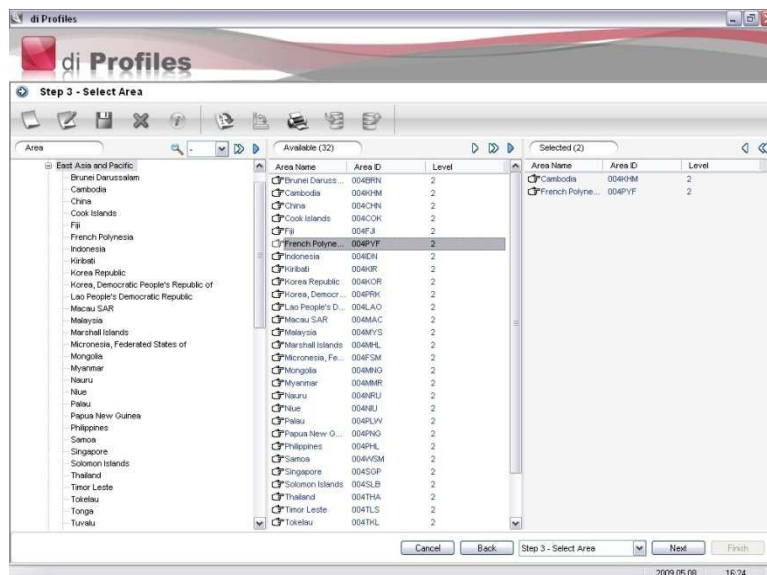 di Profiles
di Profiles
Step 3 - Select Area
Area
-
Available (32)
Selected (2)
East Asia and Pacific
Brunei Darussalam
Cambodia
China
Cook Islands
Fiji
French Polynesia
Indonesia
Kiribati
Korea Republic
Korea, Democratic People's Republic of
Lao People's Democratic Republic
Macau SAR
Malaysia
Marshall Islands
Micronesia, Federated States of
Mongolia
Myanmar
Nauru
Niue
Palau
Papua New Guinea
Philippines
Samoa
Singapore
Solomon Islands
Thailand
Timor Leste
Tokelau
Tonga
Tuvalu
Area Name Area ID Level
Brunei Daruss... 004BRN 2
Cambodia 004KHM 2
China 004CHN 2
Cook Islands 004COK 2
Fiji 004FJI 2
French Polyne... 004PYF 2
Indonesia 004IDN 2
Kiribati 004KIR 2
Korea Republic 004KOR 2
Korea, Democr... 004PRK 2
Lao People's D... 004LAO 2
Macau SAR 004MAC 2
Malaysia 004MYS 2
Marshall Islands 004MHL 2
Micronesia, Fe... 004FSM 2
Mongolia 004MNG 2
Myanmar 004MMR 2
Nauru 004NRU 2
Niue 004NIU 2
Palau 004PLW 2
Papua New G... 004PNG 2
Philippines 004PHL 2
Samoa 004WSM 2
Singapore 004SGP 2
Solomon Islands 004SLB 2
Thailand 004THA 2
Timor Leste 004TLS 2
Tokelau 004TKL 2
Area Name Area ID Level
Cambodia 004KHM 2
French Polyne... 004PYF 2
Cancel Back Step 3 - Select Area Next Finish
2009.05.08 16:24